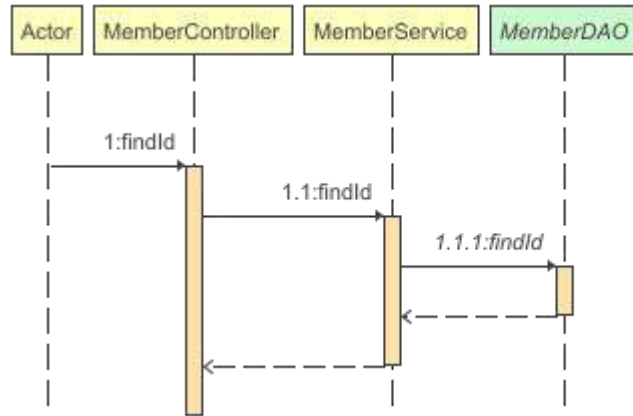 Actor MemberController MemberService MemberDAO
1:findId
1.1:findId
1.1.1:findId